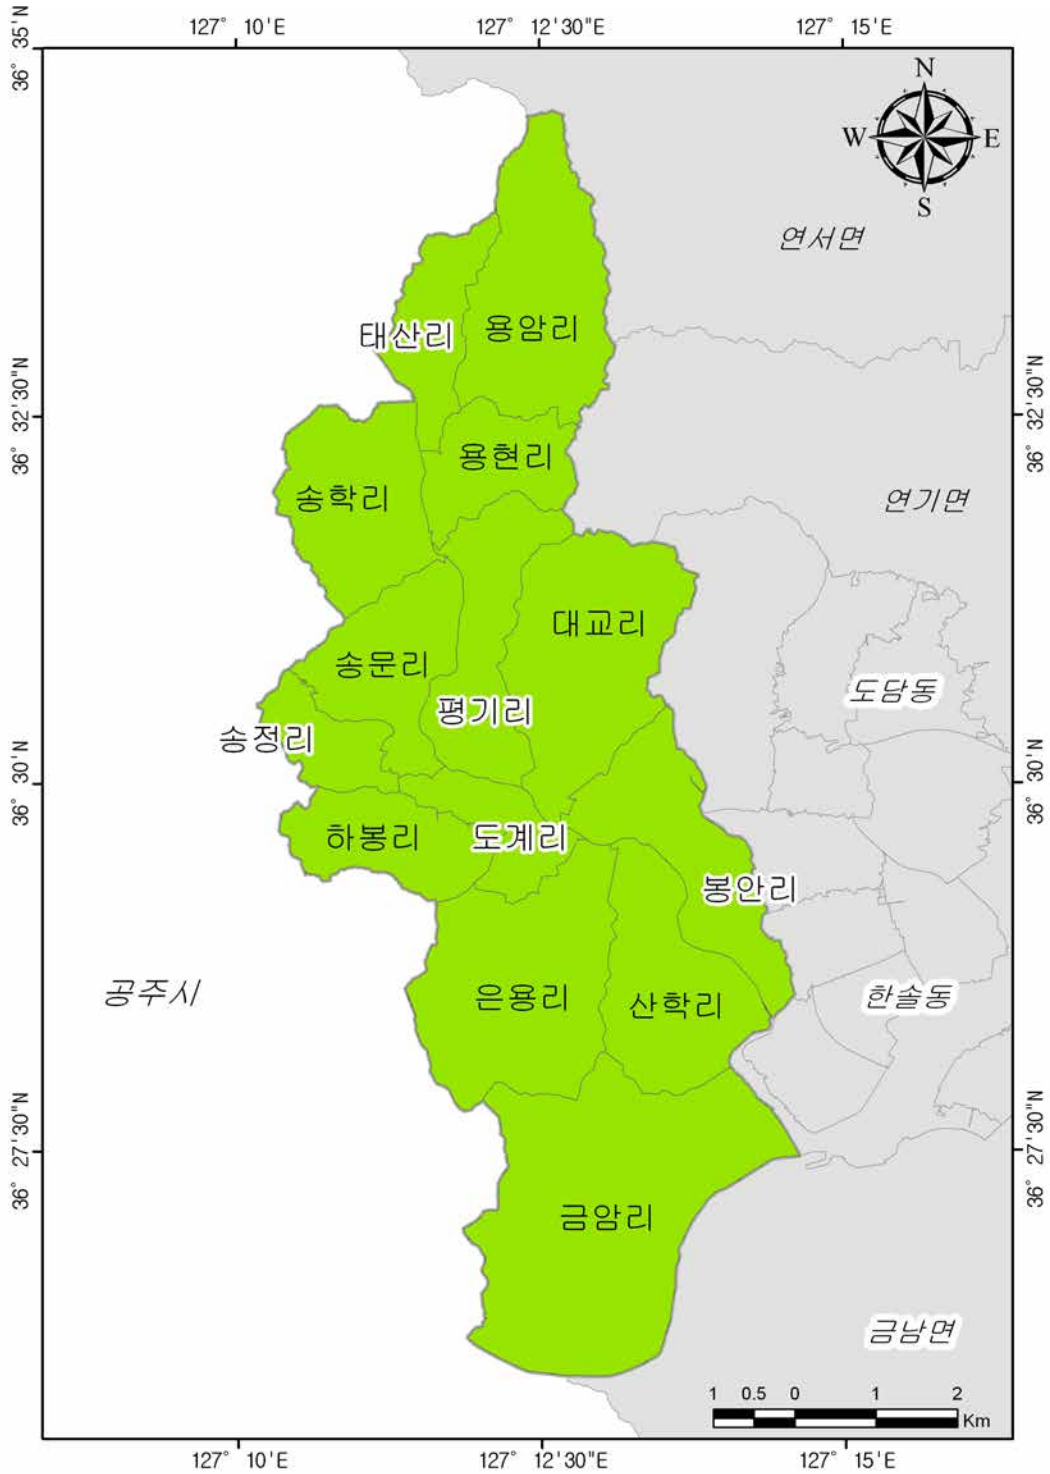 127° 10'E
127° 12'30"E
127° 15'E
36° 35'N
N
W
E
S
연서면
태산리
용암리
36° 32'30"N
36° 32'30"N
용현리
송학리
연기면
대교리
송문리
도담동
평기리
송정리
36° 30'N
36° 30'N
하봉리
도계리
봉안리
공주시
은용리
산학리
한솔동
36° 27'30"N
36° 27'30"N
금암리
금남면
1 0.5 0 1 2
Km
127° 10'E
127° 12'30"E
127° 15'E